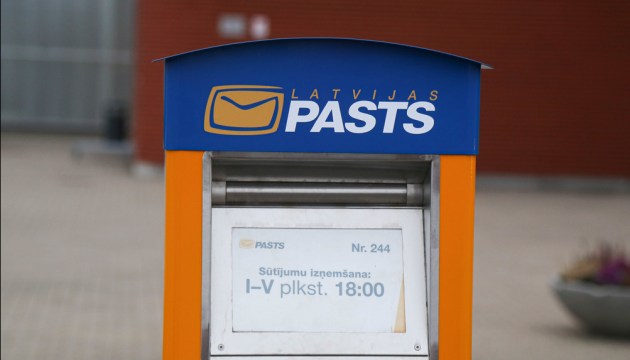 LATVIJAS
PASTS
PASTS Nr. 244
Sūtījumu izņemšana:
I–V plkst. 18:00